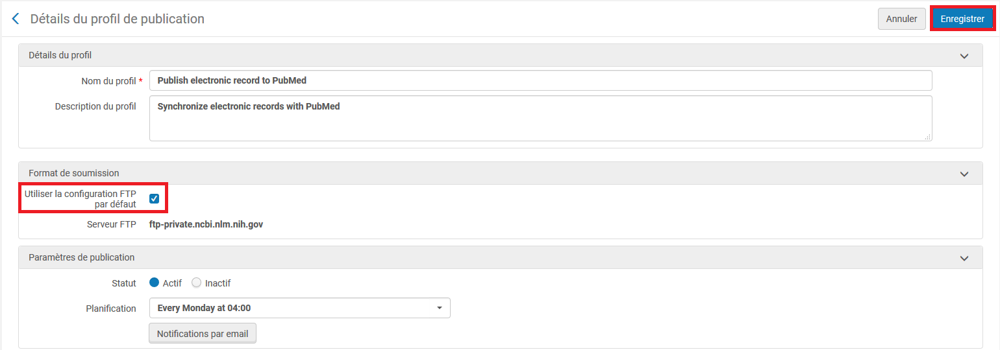 Détails du profil de publication
Annuler
Enregistrer
Détails du profil
Nom du profil *
Publish electronic record to PubMed
Description du profil
Synchronize electronic records with PubMed
Format de soumission
Utiliser la configuration FTP
par défaut
Serveur FTP
ftp-private.ncbi.nlm.nih.gov
Paramètres de publication
Statut
Actif
Inactif
Planification
Every Monday at 04:00
Notifications par email